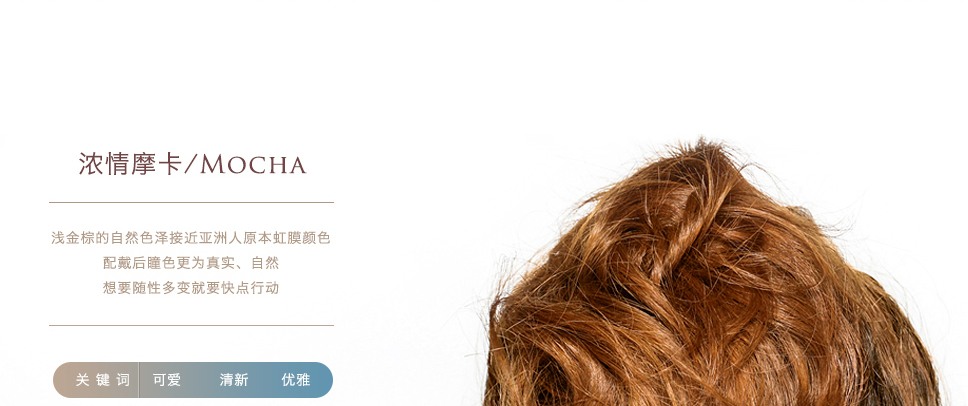 浓情摩卡/MOCHA
浅金棕的自然色泽接近亚洲人原本虹膜颜色
配戴后瞳色更为真实、自然
想要随性多变就要快点行动
关键词 可爱 清新 优雅